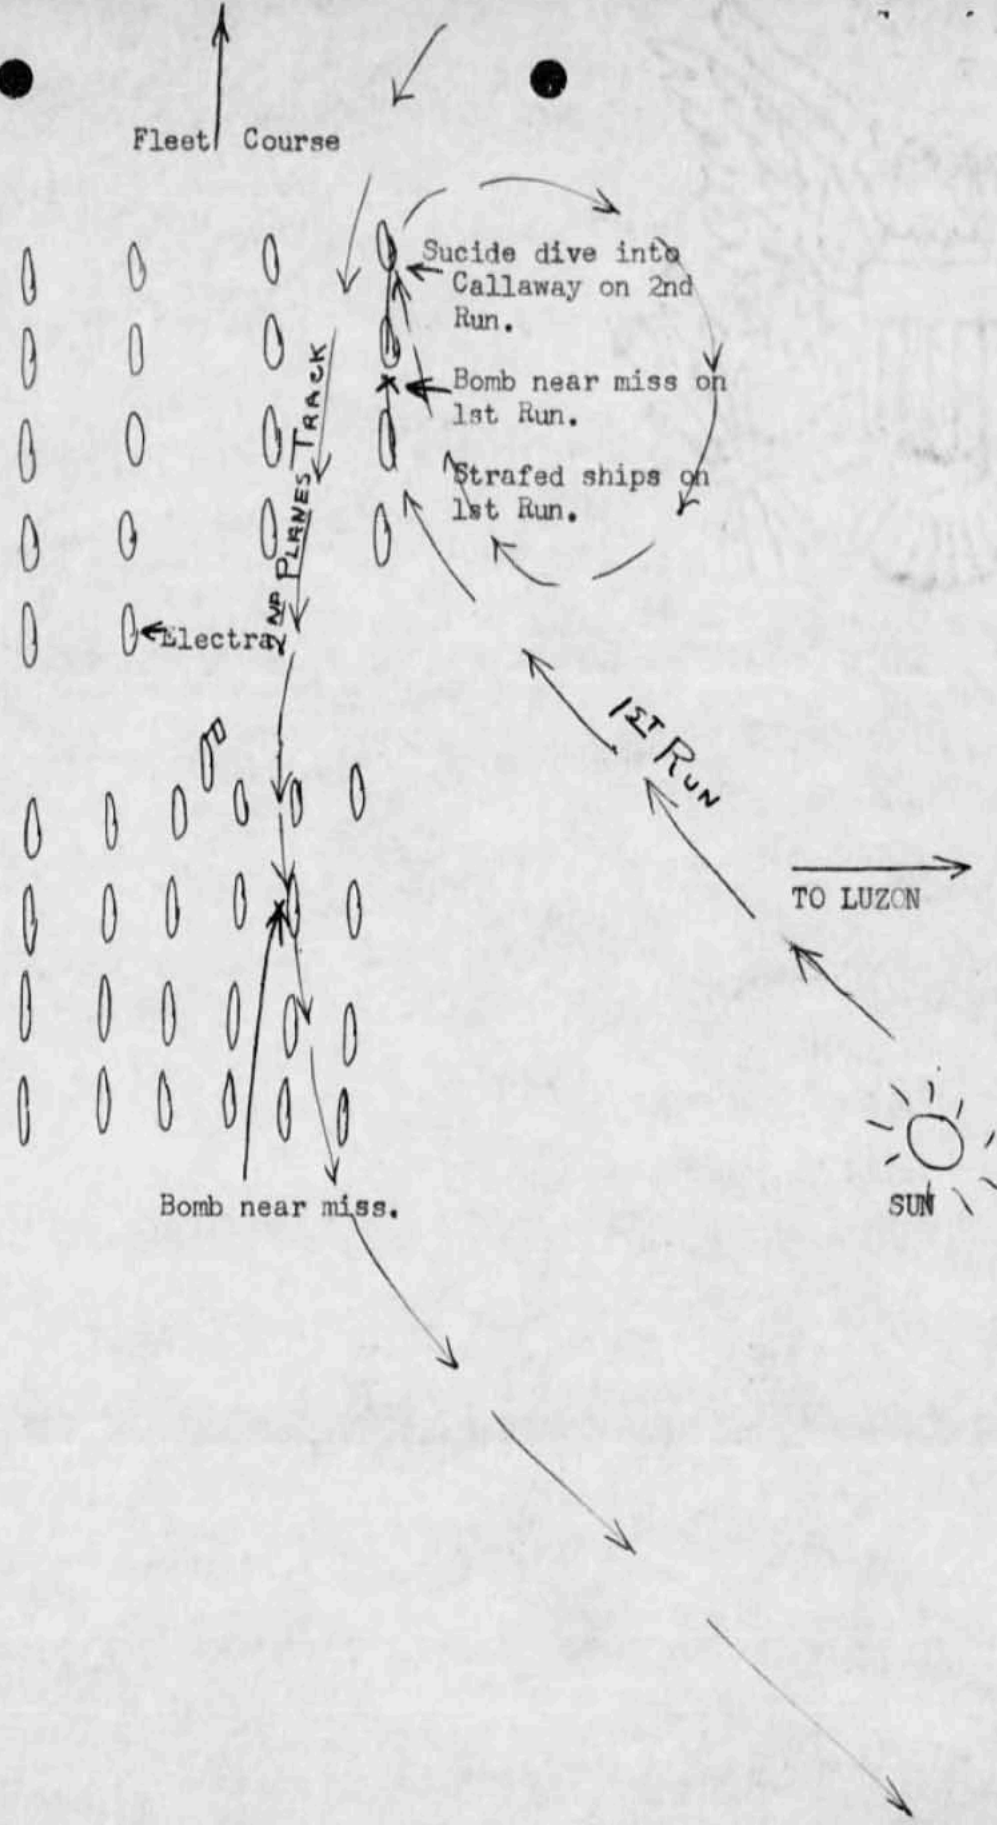 Fleet Course
Sucide dive into
Callaway on 2nd
Run.
Bomb near miss on
1st Run.
Strafed ships on
1st Run.
2ND PLANES TRACK
Electra
1ST RUN
TO LUZON
SUN
Bomb near miss.